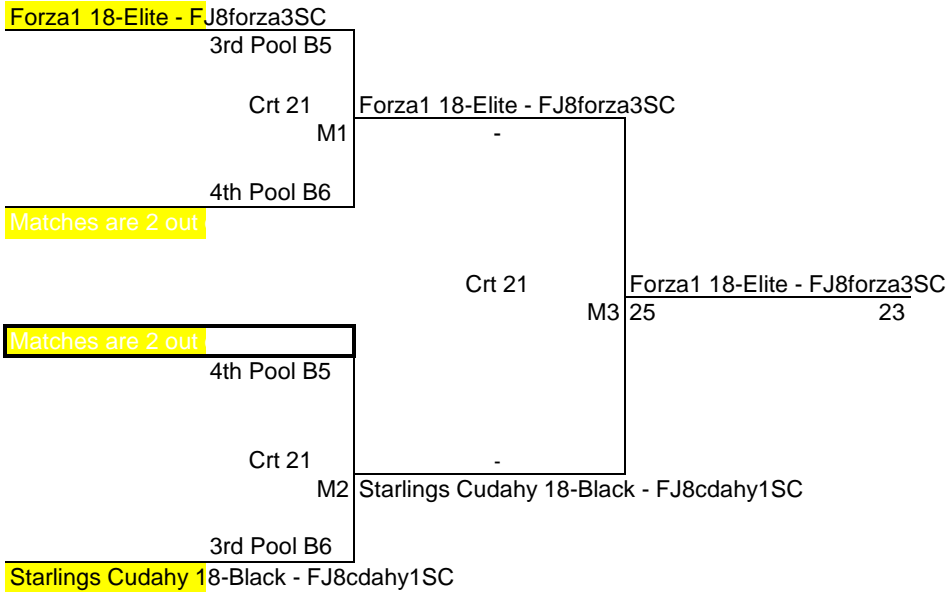 Forza1 18-Elite - FJ8forza3SC
3rd Pool B5
Crt 21
Forza1 18-Elite - FJ8forza3SC
M1
-
4th Pool B6
Matches are 2 out
Crt 21
Forza1 18-Elite - FJ8forza3SC
M3
25
23
Matches are 2 out
4th Pool B5
Crt 21
-
M2
Starlings Cudahy 18-Black - FJ8cdahy1SC
3rd Pool B6
Starlings Cudahy 18-Black - FJ8cdahy1SC